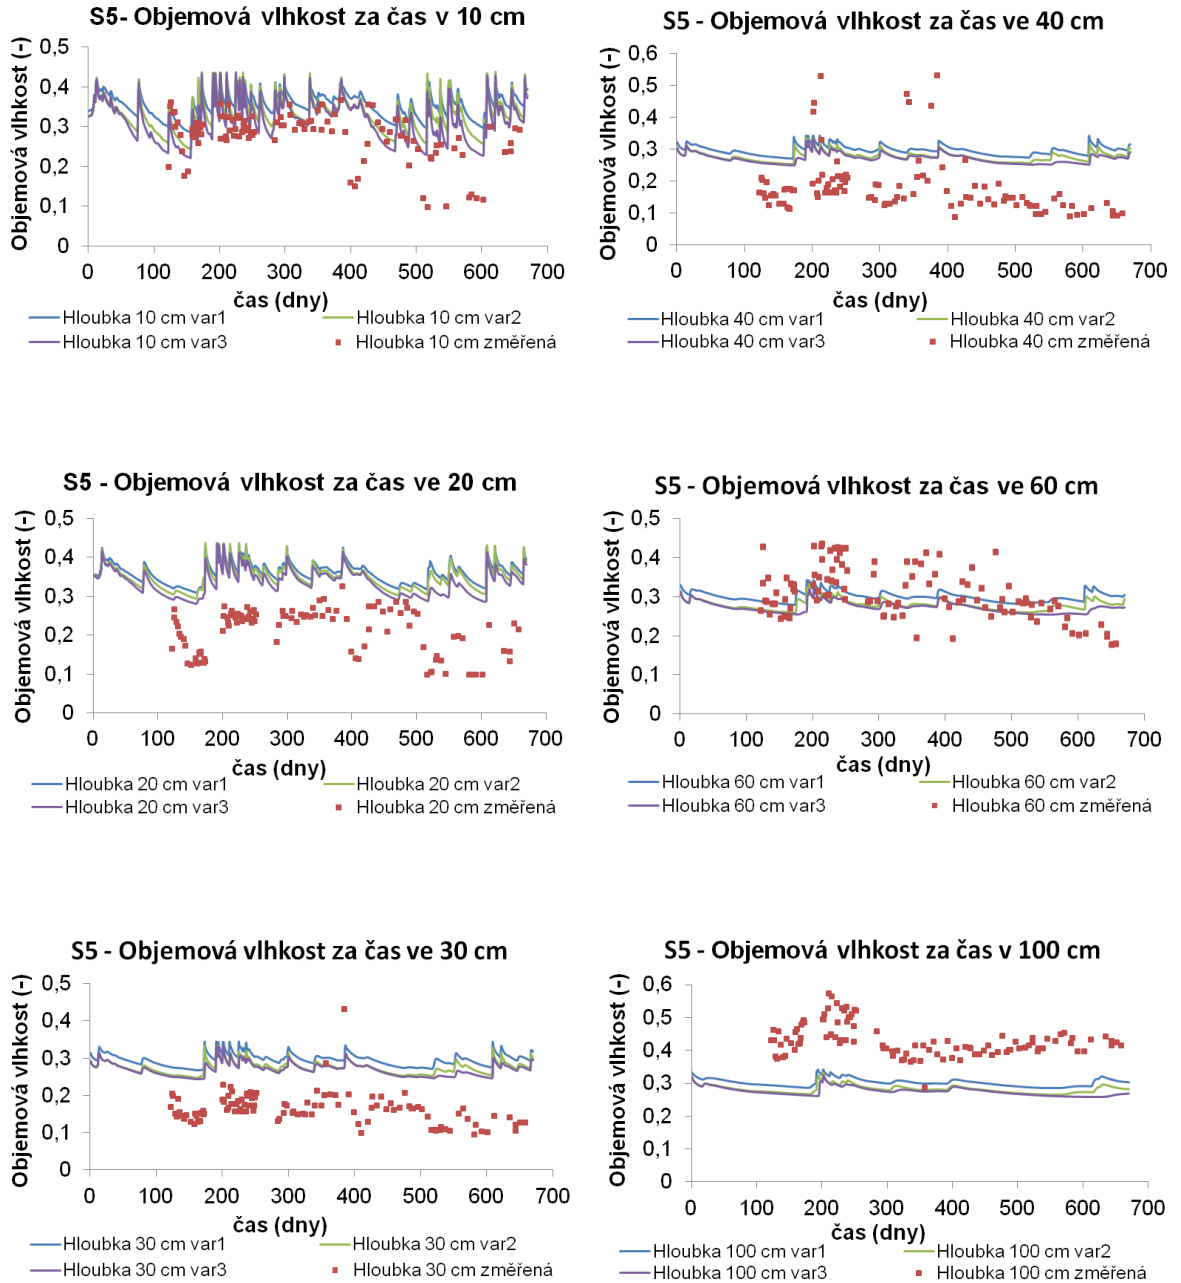 S5- Objemová vlhkost za čas v 10 cm
Objemová vlhkost (-)
0,5
0,4
0,3
0,2
0,1
0
0 100 200 300 400 500 600 700
čas (dny)
Hloubka 10 cm var1
Hloubka 10 cm var2
Hloubka 10 cm var3
Hloubka 10 cm změřená
S5 - Objemová vlhkost za čas ve 40 cm
Objemová vlhkost (-)
0,6
0,5
0,4
0,3
0,2
0,1
0
0 100 200 300 400 500 600 700
čas (dny)
Hloubka 40 cm var1
Hloubka 40 cm var2
Hloubka 40 cm var3
Hloubka 40 cm změřená
S5 - Objemová vlhkost za čas ve 20 cm
Objemová vlhkost (-)
0,5
0,4
0,3
0,2
0,1
0
0 100 200 300 400 500 600 700
čas (dny)
Hloubka 20 cm var1
Hloubka 20 cm var2
Hloubka 20 cm var3
Hloubka 20 cm změřená
S5 - Objemová vlhkost za čas ve 60 cm
Objemová vlhkost (-)
0,5
0,4
0,3
0,2
0,1
0
0 100 200 300 400 500 600 700
čas (dny)
Hloubka 60 cm var1
Hloubka 60 cm var2
Hloubka 60 cm var3
Hloubka 60 cm změřená
S5 - Objemová vlhkost za čas ve 30 cm
Objemová vlhkost (-)
0,5
0,4
0,3
0,2
0,1
0
0 100 200 300 400 500 600 700
čas (dny)
Hloubka 30 cm var1
Hloubka 30 cm var2
Hloubka 30 cm var3
Hloubka 30 cm změřená
S5 - Objemová vlhkost za čas v 100 cm
Objemová vlhkost (-)
0,6
0,5
0,4
0,3
0,2
0,1
0
0 100 200 300 400 500 600 700
čas (dny)
Hloubka 100 cm var1
Hloubka 100 cm var2
Hloubka 100 cm var3
Hloubka 100 cm změřená